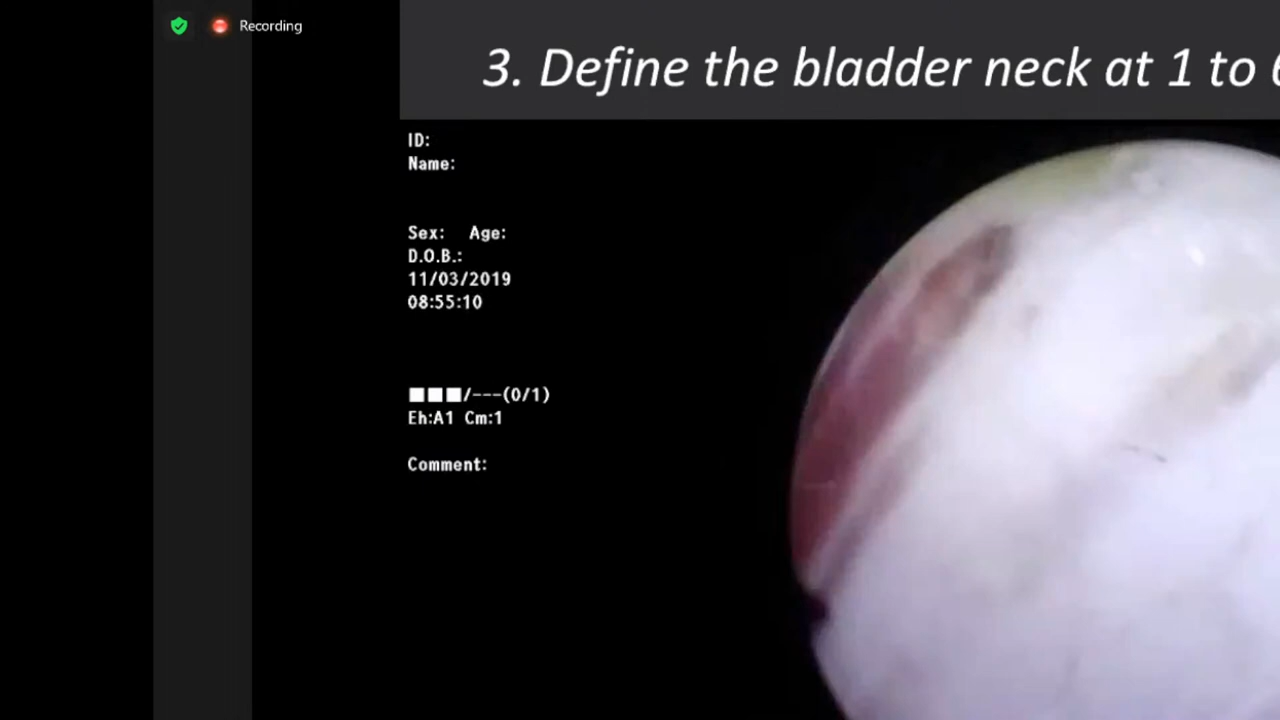 Recording
3. Define the bladder neck at 1 to
ID:
Name:
Sex: Age:
D.O.B.:
11/03/2019
08:55:10
■■■/---(0/1)
Eh:A1 Cm:1
Comment: